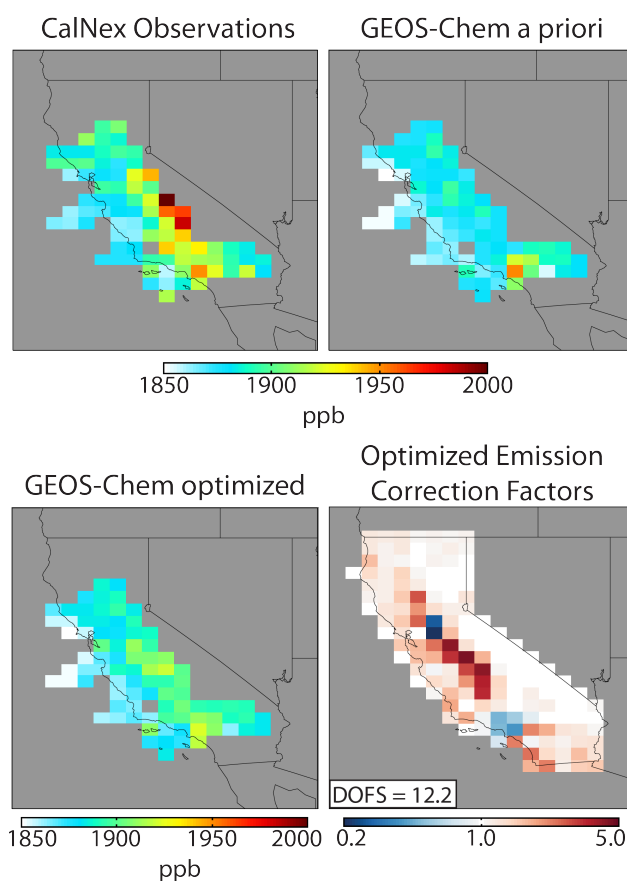 CalNex Observations
GEOS-Chem a priori
1850
1900
1950
2000
ppb
GEOS-Chem optimized
Optimized Emission
Correction Factors
DOFS = 12.2
1850
1900
1950
2000
ppb
0.2
1.0
5.0